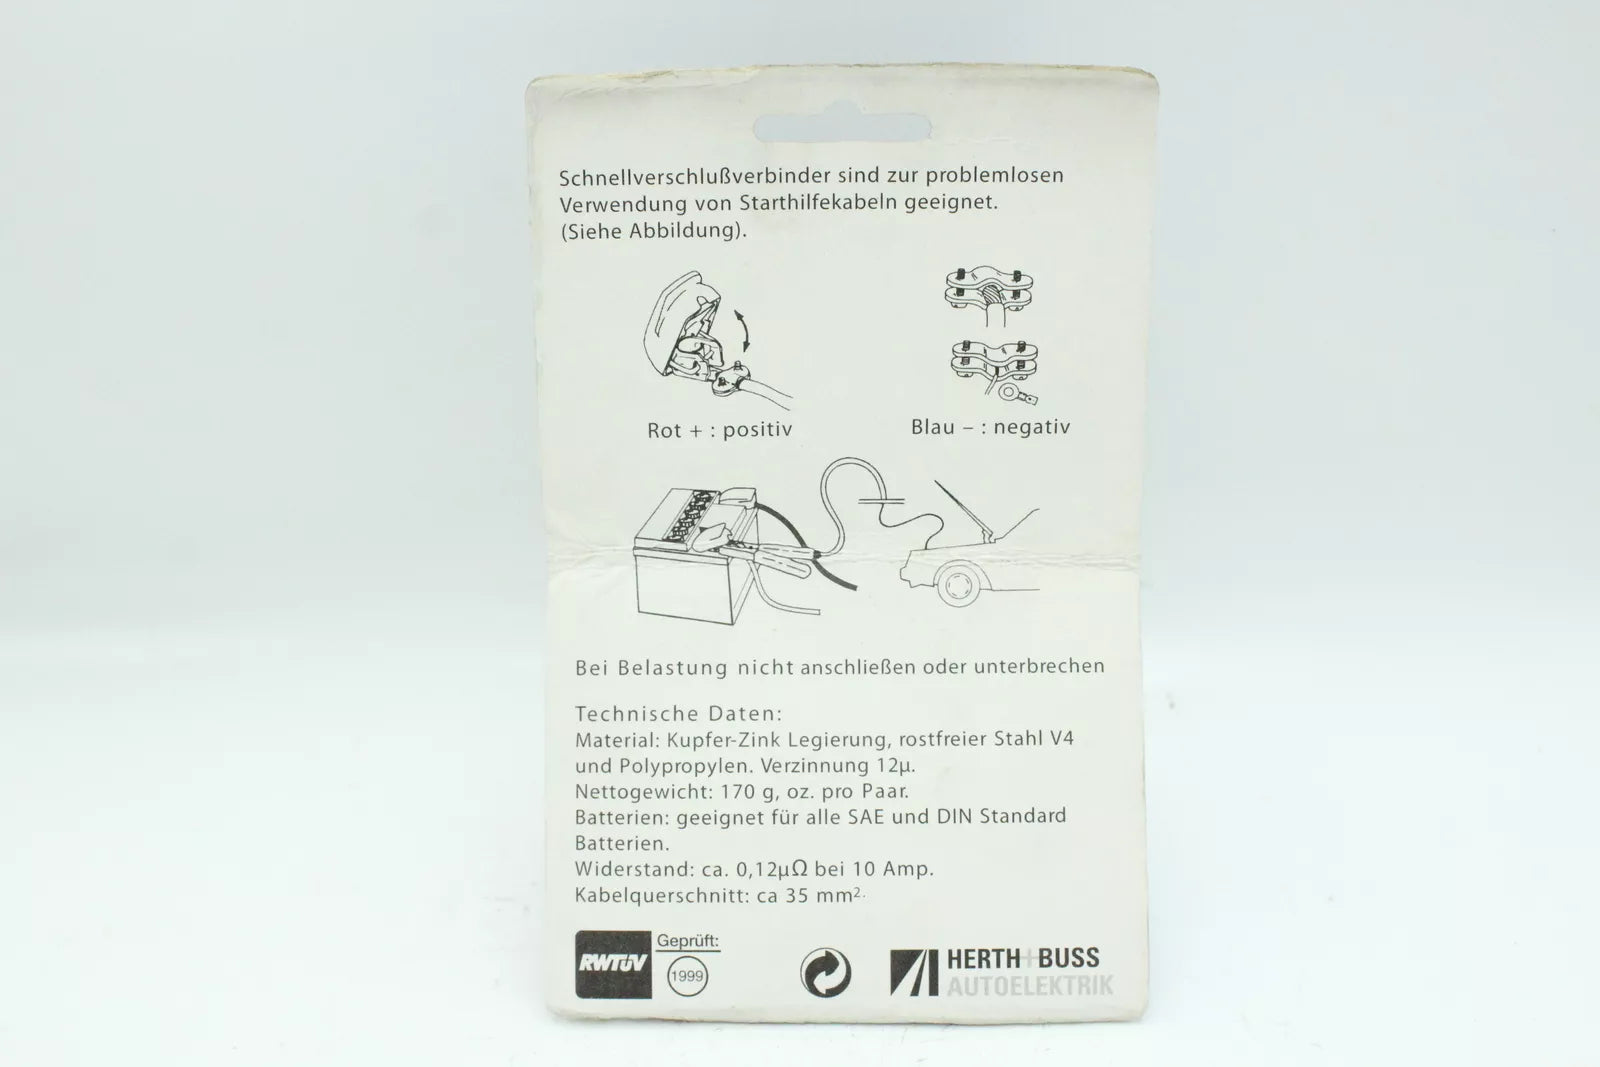 Schnellverschlußverbinder sind zur problemlosen
Verwendung von Starthilfekabeln geeignet.
(Siehe Abbildung).
Rot + : positiv
Blau – : negativ
Bei Belastung nicht anschließen oder unterbrechen
Technische Daten:
Material: Kupfer-Zink Legierung, rostfreier Stahl V4
und Polypropylen. Verzinnung 12µ.
Nettogewicht: 170 g, oz. pro Paar.
Batterien: geeignet für alle SAE und DIN Standard
Batterien.
Widerstand: ca. 0,12µΩ bei 10 Amp.
Kabelquerschnitt: ca 35 mm².
RWTÜV
Geprüft:
1999
HERTH+BUSS
AUTOELEKTRIK